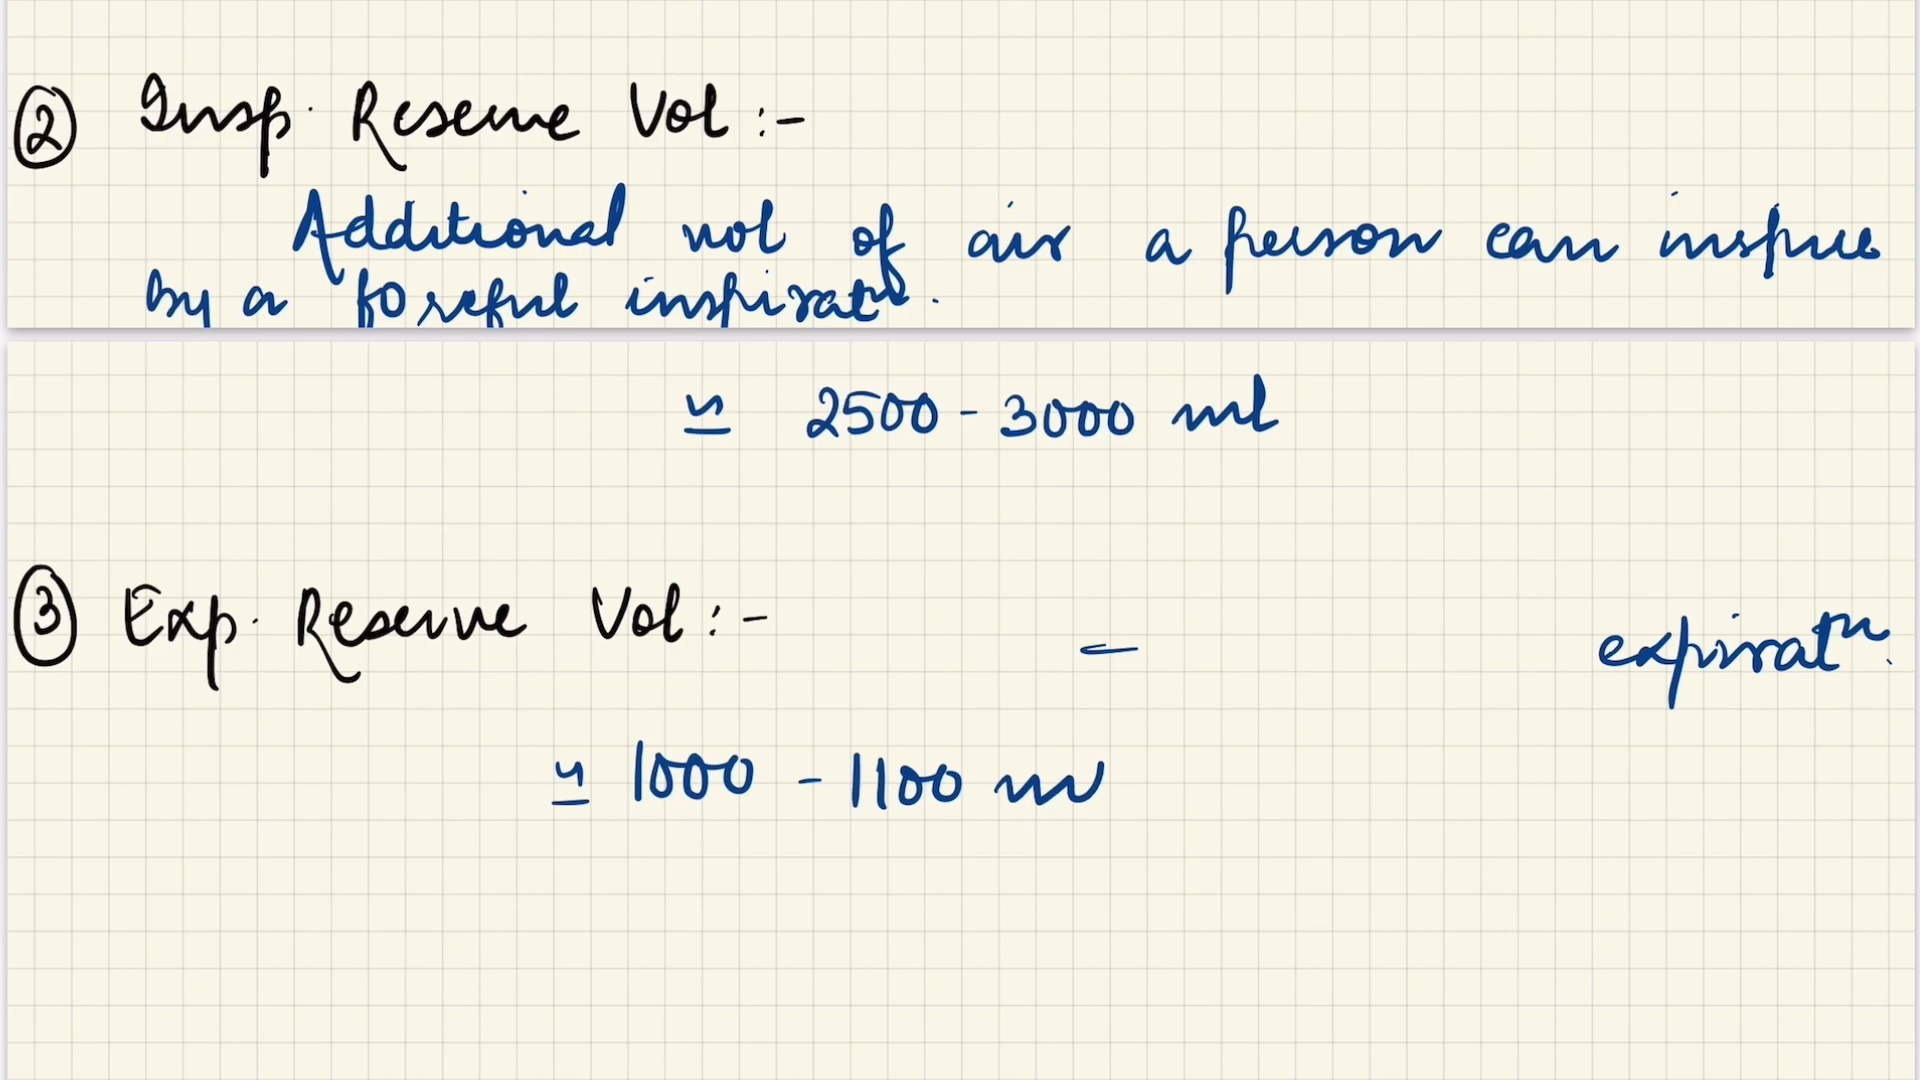 ② Insp. Reserve Vol :-
Additional vol of air a person can inspire
by a forceful inspiratn.
≃ 2500 - 3000 ml
③ Exp. Reserve Vol :- — expiratn.
≃ 1000 - 1100 ml